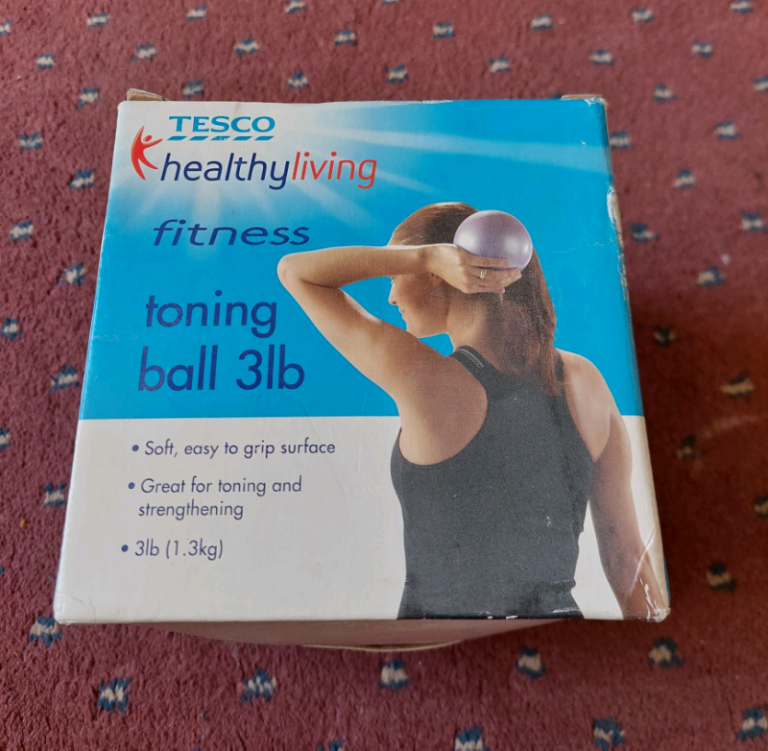 TESCO
healthyliving
fitness
toning
ball 3lb
• Soft, easy to grip surface
• Great for toning and
strengthening
• 3lb (1.3kg)